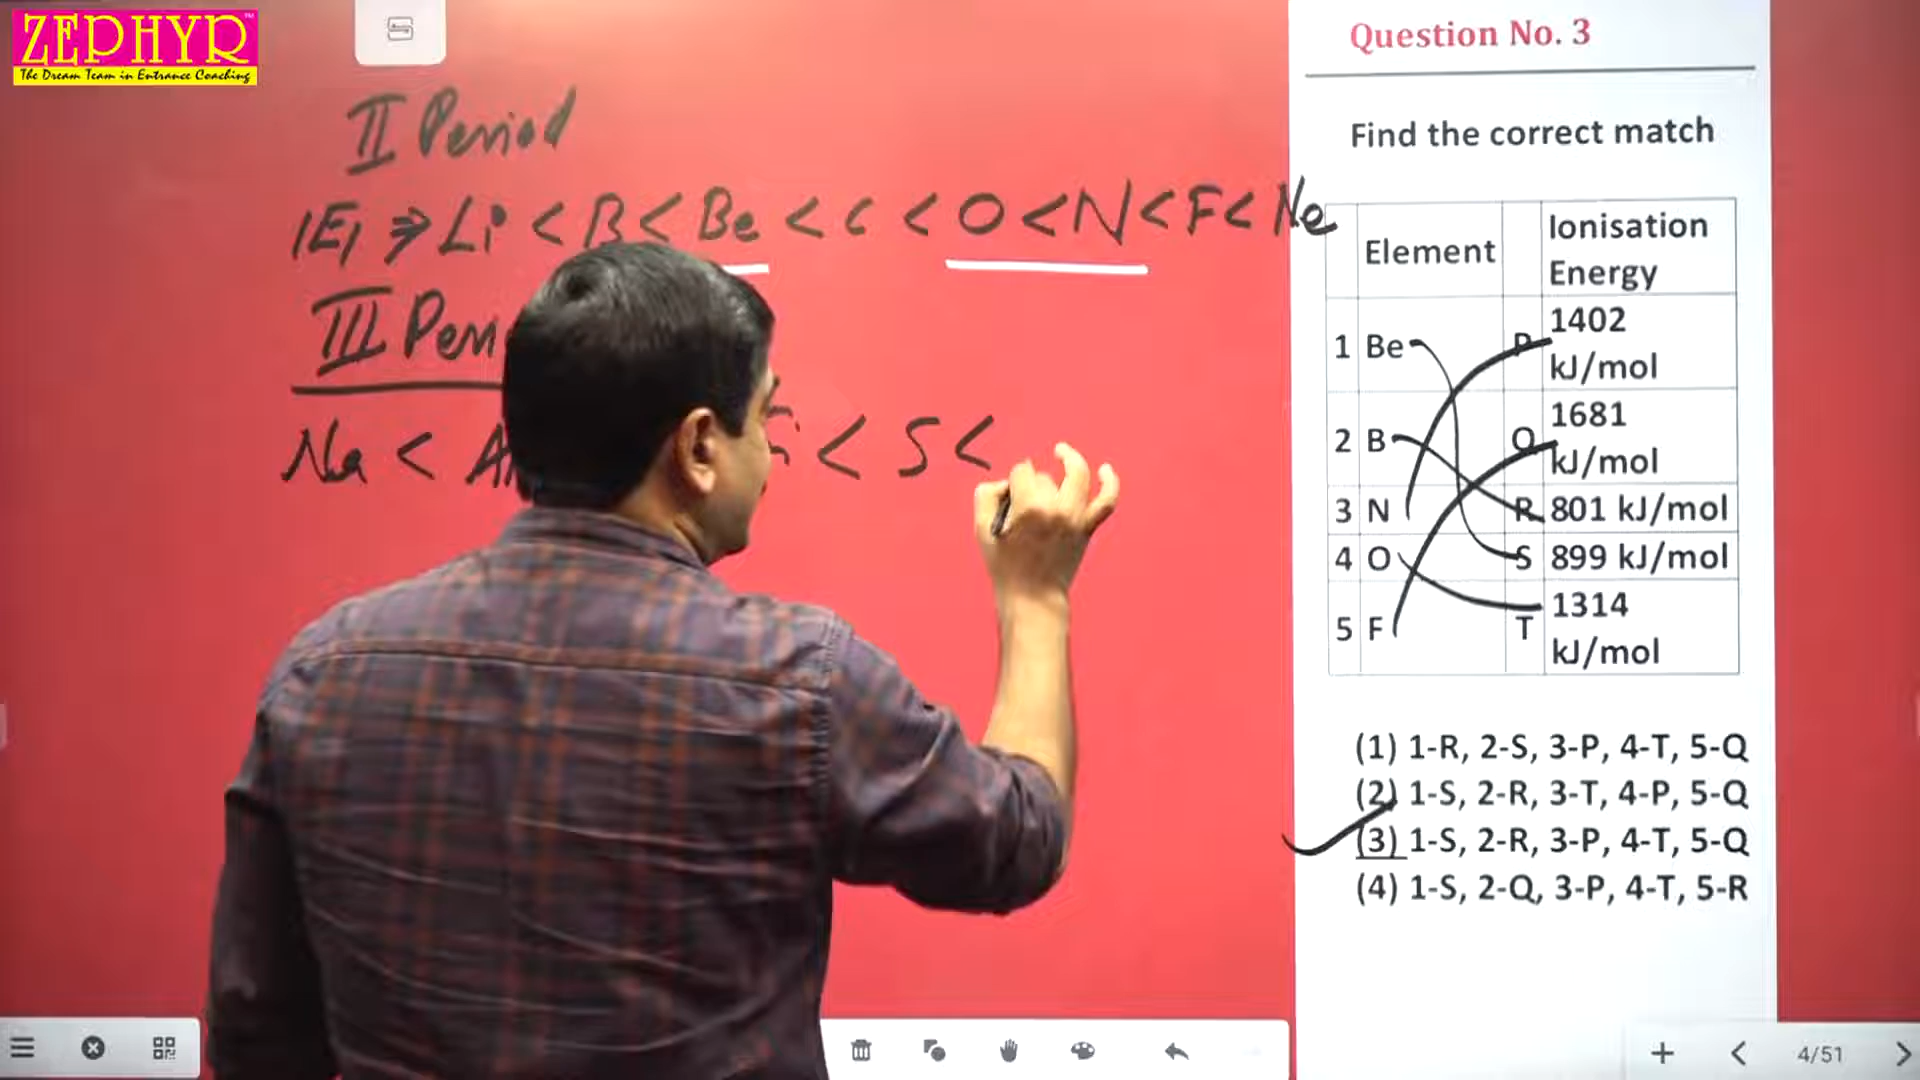 ZEPHYR™
The Dream Team in Entrance Coaching
II Period
IE₁ ⇒ Li < B < Be < C < O < N < F < Ne
III
Na <
< S <
Question No. 3
Find the correct match
Element Ionisation Energy
1 Be P 1402 kJ/mol
2 B Q 1681 kJ/mol
3 N R 801 kJ/mol
4 O S 899 kJ/mol
5 F T 1314 kJ/mol
(1) 1-R, 2-S, 3-P, 4-T, 5-Q
(2) 1-S, 2-R, 3-T, 4-P, 5-Q
(3) 1-S, 2-R, 3-P, 4-T, 5-Q
(4) 1-S, 2-Q, 3-P, 4-T, 5-R
4/51